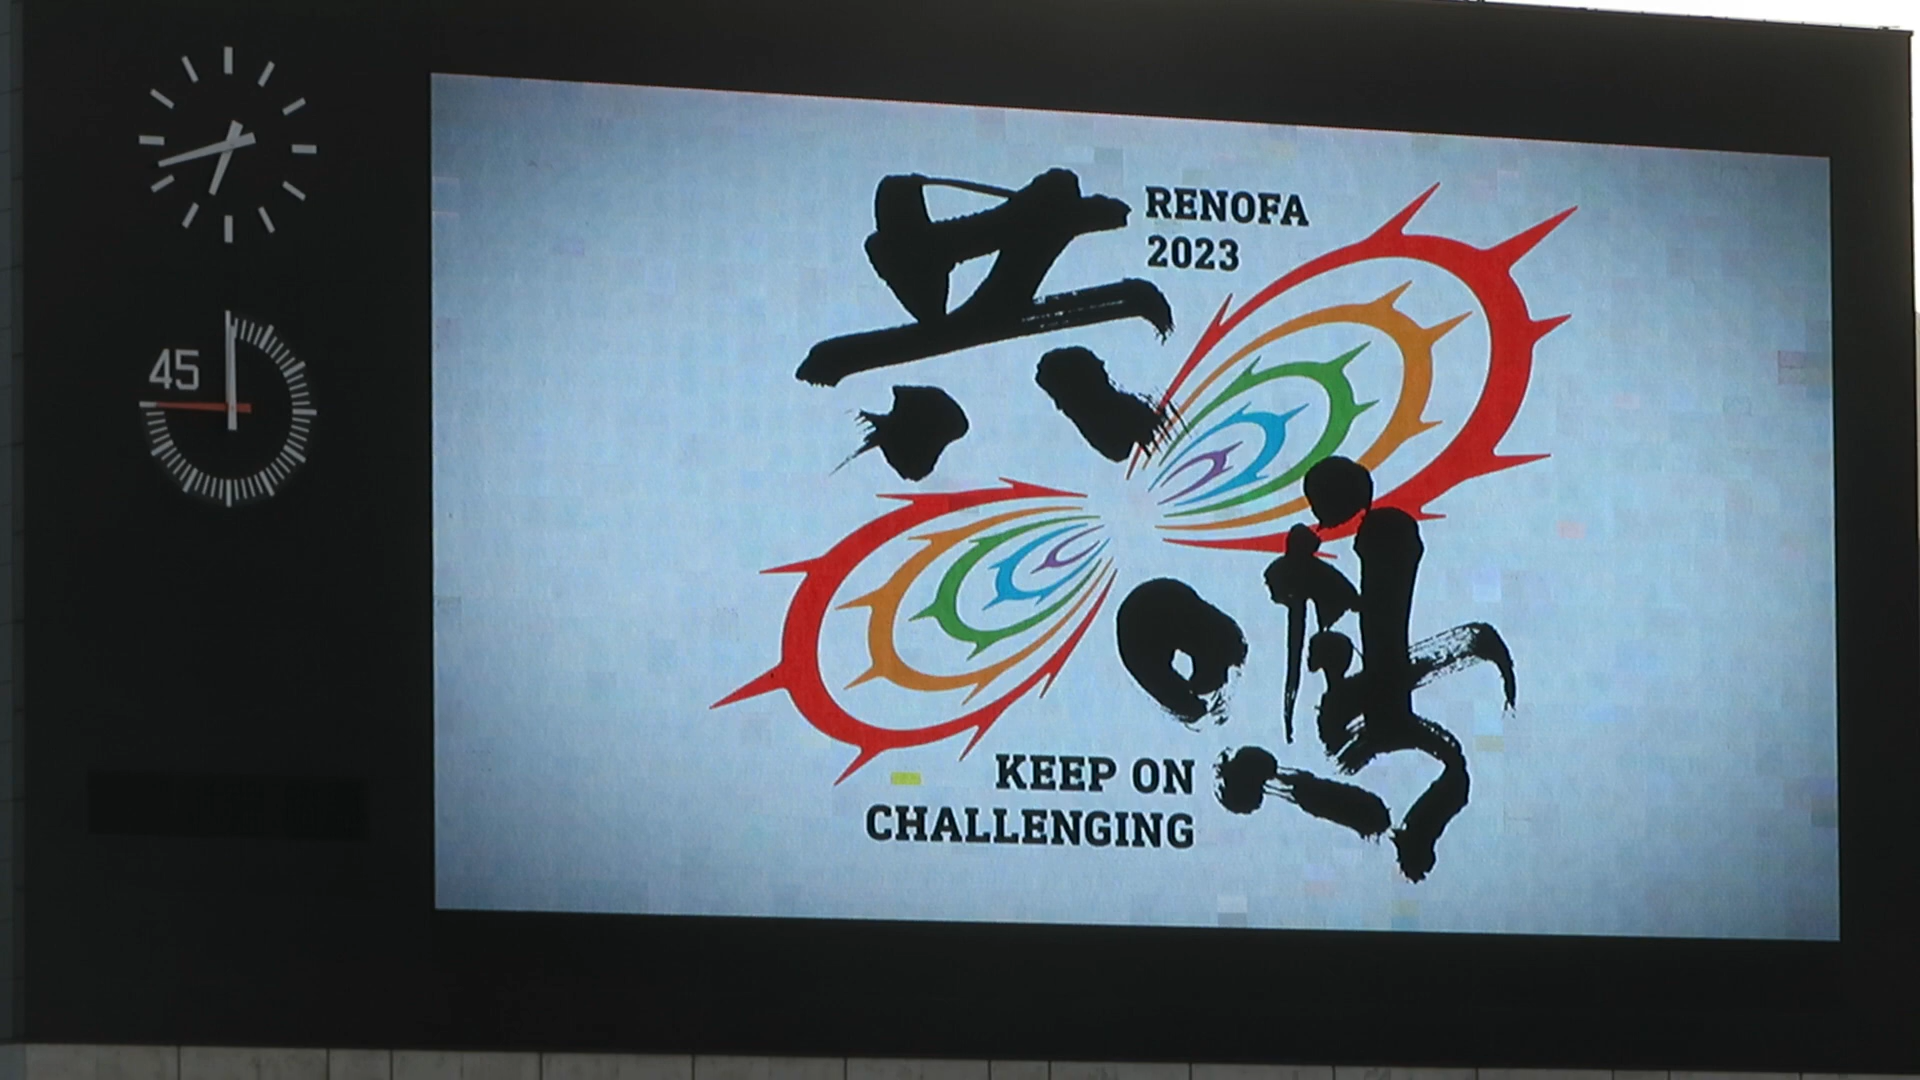 45
共
RENOFA
2023
鳴
KEEP ON
CHALLENGING